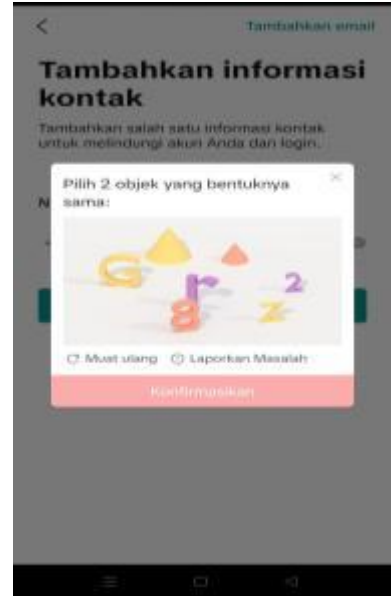 Tambahkan email
Tambahkan informasi
kontak
Tambahkan salah satu informasi kontak
untuk melindungi akun Anda dan login.
Pilih 2 objek yang bentuknya
sama:
N
G r 2
8 z
Muat ulang Laporkan Masalah
Konfirmasikan